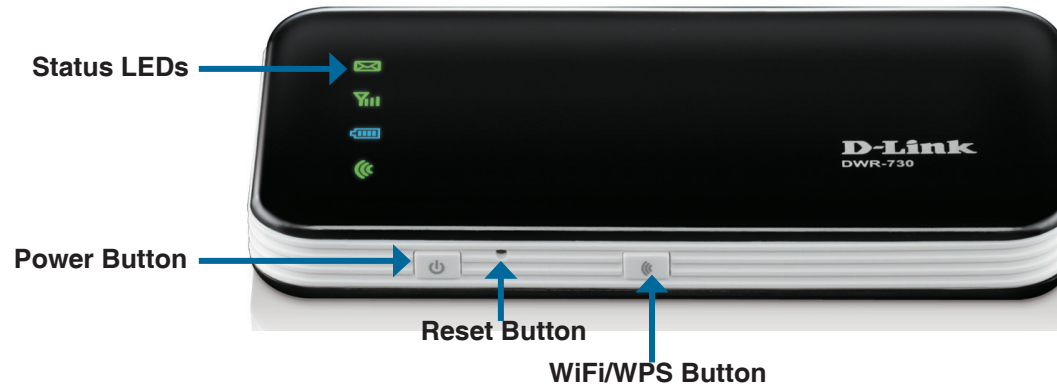 Status LEDs
D-Link
DWR-730
Power Button
Reset Button
WiFi/WPS Button